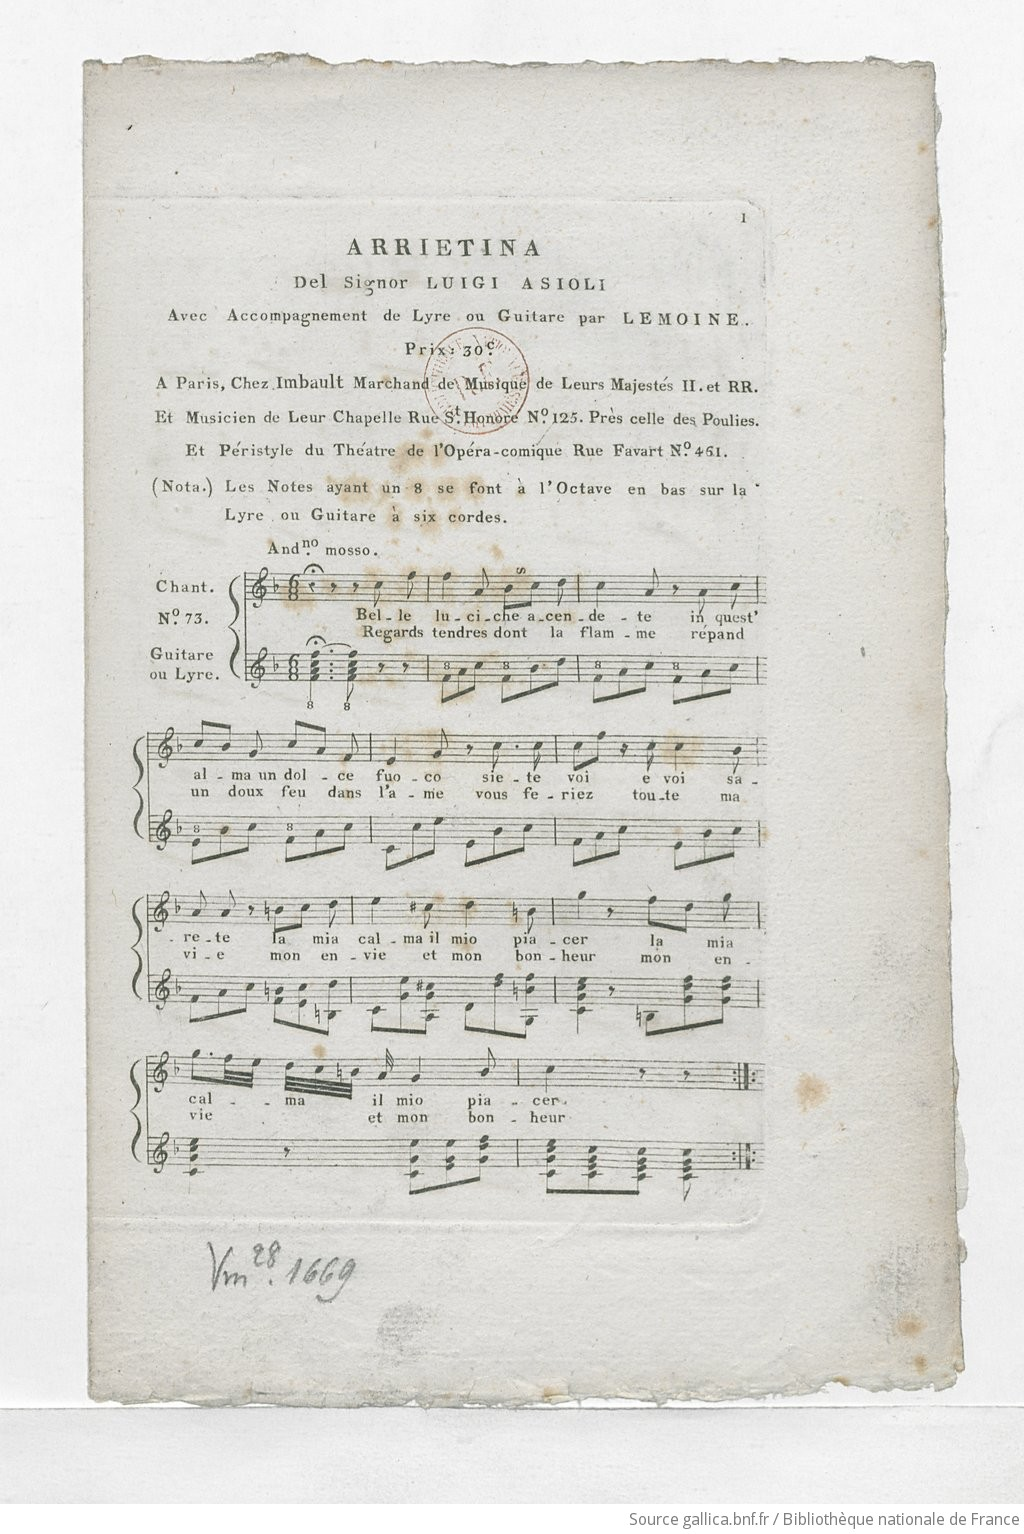 1
ARRIETINA
Del Signor LUIGI ASIOLI
Avec Accompagnement de Lyre ou Guitare par LEMOINE.
Prix: 30c.
A Paris, Chez Imbault Marchand de Musique de Leurs Majestés II. et RR.
Et Musicien de Leur Chapelle Rue St. Honoré No. 125. Près celle des Poulies.
Et Péristyle du Théatre de l'Opéra-comique Rue Favart No. 461.
(Nota.) Les Notes ayant un 8 se font à l'Octave en bas sur la
Lyre ou Guitare à six cordes.
Andno. mosso.
Chant.
No. 73.
Bel-le lu-ci-che a-cen-de-te in quest'
Regards tendres dont la flam-me répand
Guitare
ou Lyre.
8 8 8 8 8 8
al-ma un dol-ce fuo-co sie-te voi e voi sa-
un doux feu dans l'a-me vous fe-riez tou-te ma
8 8
re-te la mia cal-ma il mio pia-cer la mia
vi-e mon en-vie et mon bon-heur mon en-
cal-ma il mio pia-cer.
vie et mon bon-heur
Vm28. 1669
Source gallica.bnf.fr / Bibliothèque nationale de France